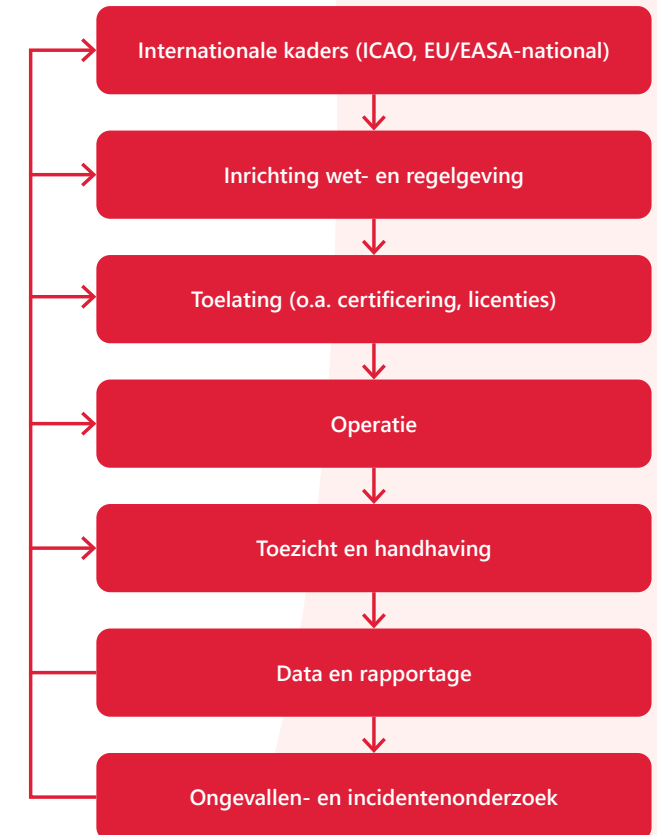 Internationale kaders (ICAO, EU/EASA-national)
Inrichting wet- en regelgeving
Toelating (o.a. certificering, licenties)
Operatie
Toezicht en handhaving
Data en rapportage
Ongevallen- en incidentenonderzoek